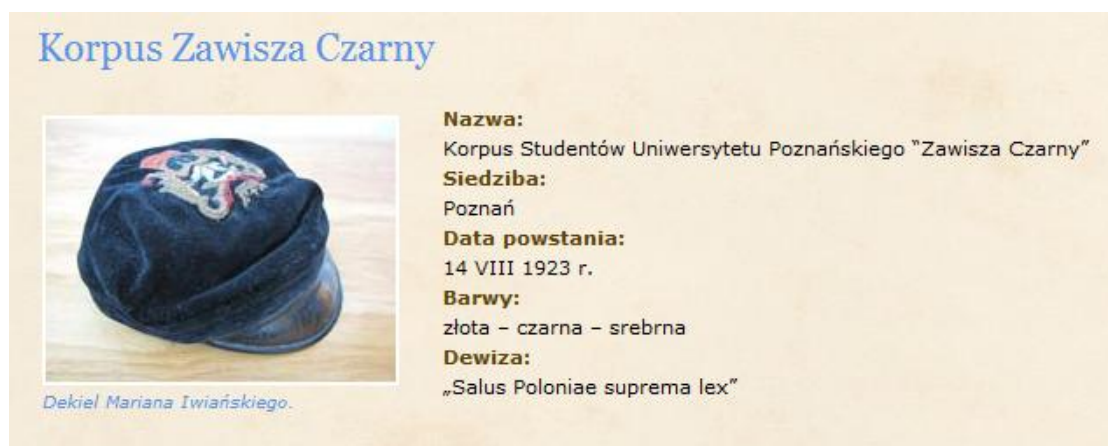 Korpus Zawisza Czarny
Nazwa:
Korpus Studentów Uniwersytetu Poznańskiego “Zawisza Czarny”
Siedziba:
Poznań
Data powstania:
14 VIII 1923 r.
Barwy:
złota – czarna – srebrna
Dewiza:
„Salus Poloniae suprema lex”
Dekiel Mariana Iwiańskiego.